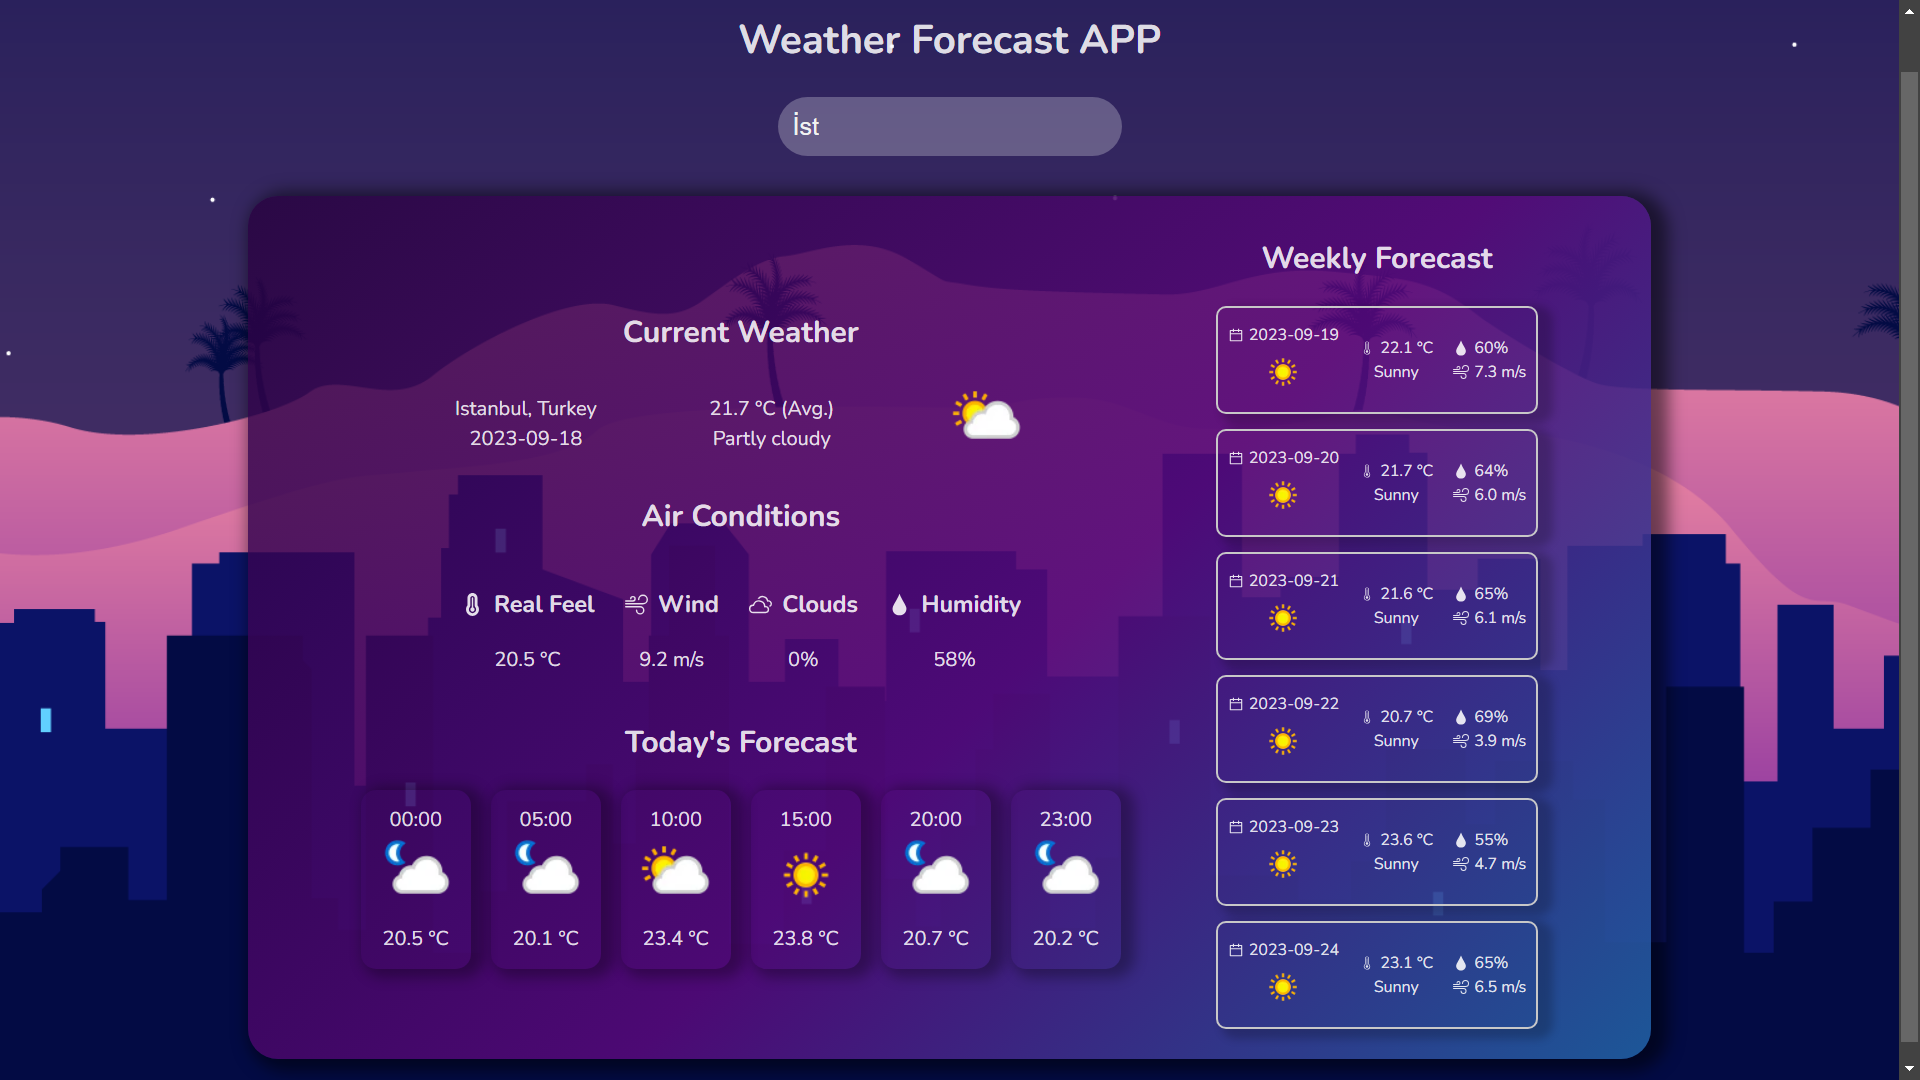 Weather Forecast APP
İst
Current Weather
Istanbul, Turkey
2023-09-18
21.7 °C (Avg.)
Partly cloudy
Air Conditions
Real Feel
20.5 °C
Wind
9.2 m/s
Clouds
0%
Humidity
58%
Today's Forecast
00:00
20.5 °C
05:00
20.1 °C
10:00
23.4 °C
15:00
23.8 °C
20:00
20.7 °C
23:00
20.2 °C
Weekly Forecast
2023-09-19
22.1 °C
Sunny
60%
7.3 m/s
2023-09-20
21.7 °C
Sunny
64%
6.0 m/s
2023-09-21
21.6 °C
Sunny
65%
6.1 m/s
2023-09-22
20.7 °C
Sunny
69%
3.9 m/s
2023-09-23
23.6 °C
Sunny
55%
4.7 m/s
2023-09-24
23.1 °C
Sunny
65%
6.5 m/s